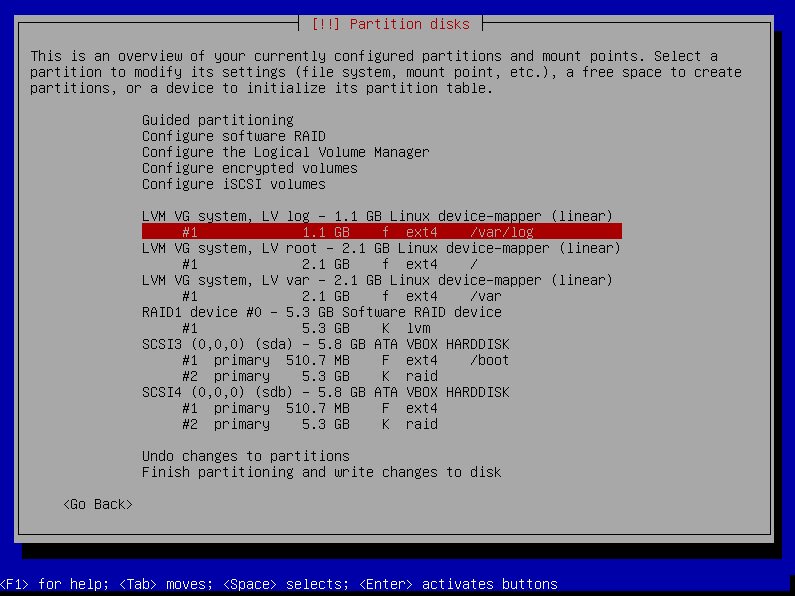 [!!] Partition disks
This is an overview of your currently configured partitions and mount points. Select a
partition to modify its settings (file system, mount point, etc.), a free space to create
partitions, or a device to initialize its partition table.
Guided partitioning
Configure software RAID
Configure the Logical Volume Manager
Configure encrypted volumes
Configure iSCSI volumes
LVM VG system, LV log - 1.1 GB Linux device-mapper (linear)
#1 1.1 GB f ext4 /var/log
LVM VG system, LV root - 2.1 GB Linux device-mapper (linear)
#1 2.1 GB f ext4 /
LVM VG system, LV var - 2.1 GB Linux device-mapper (linear)
#1 2.1 GB f ext4 /var
RAID1 device #0 - 5.3 GB Software RAID device
#1 5.3 GB K lvm
SCSI3 (0,0,0) (sda) - 5.8 GB ATA VBOX HARDDISK
#1 primary 510.7 MB F ext4 /boot
#2 primary 5.3 GB K raid
SCSI4 (0,0,0) (sdb) - 5.8 GB ATA VBOX HARDDISK
#1 primary 510.7 MB F ext4
#2 primary 5.3 GB K raid
Undo changes to partitions
Finish partitioning and write changes to disk
<Go Back>
<F1> for help; <Tab> moves; <Space> selects; <Enter> activates buttons